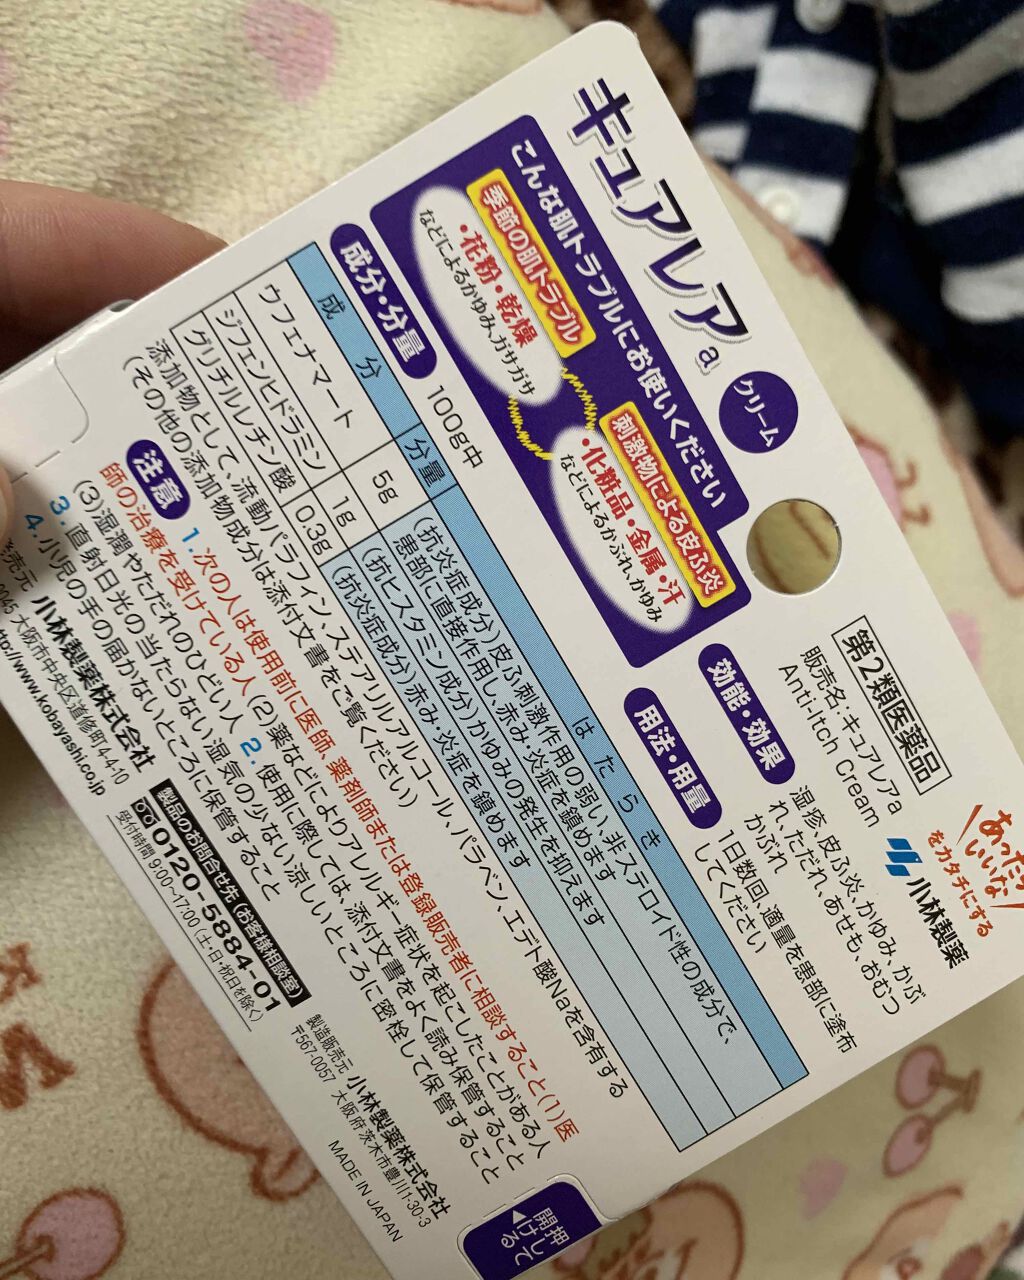 キュアレアa
クリーム
こんな肌トラブルにお使いください
季節の肌トラブル
・花粉・乾燥
などによるかゆみ、ガサガサ
刺激物による皮ふ炎
・化粧品・金属・汗
などによるかぶれ、かゆみ
第2類医薬品
販売名:キュアレアa
Anti-Itch Cream
をカタチにする
小林製薬
効能・効果
湿疹、皮ふ炎、かゆみ、かぶ
れ、ただれ、あせも、おむつ
かぶれ
用法・用量
1日数回、適量を患部に塗布
してください
成分・分量
100g中
成分 分量 はたらき
ウフェナマート 5g (抗炎症成分)皮ふ刺激作用の弱い、非ステロイド性の成分で、
患部に直接作用し、赤み・炎症を鎮めます
ジフェンヒドラミン 1g (抗ヒスタミン成分)かゆみの発生を抑えます
グリチルレチン酸 0.3g (抗炎症成分)赤み・炎症を鎮めます
添加物として、流動パラフィン、ステアリルアルコール、パラベン、エデト酸Naを含有する
(その他の添加物成分は添付文書をご覧ください)
注意
1.次の人は使用前に医師、薬剤師または登録販売者に相談すること(1)医
師の治療を受けている人(2)薬などによりアレルギー症状を起こしたことがある人
(3)湿潤やただれのひどい人 2.使用に際しては、添付文書をよく読み保管すること
3.直射日光の当たらない湿気の少ない涼しいところに密栓して保管すること
4.小児の手の届かないところに保管すること
発売元 小林製薬株式会社
0045 大阪市中央区道修町4-4-10
http://www.kobayashi.co.jp
製品のお問合せ先(お客様相談室)
0120-5884-01
受付時間 9:00~17:00(土・日・祝日を除く)
製造販売元 小林製薬株式会社
〒567-0057 大阪府茨木市豊川1-30-3
MADE IN JAPAN
押して
開ける